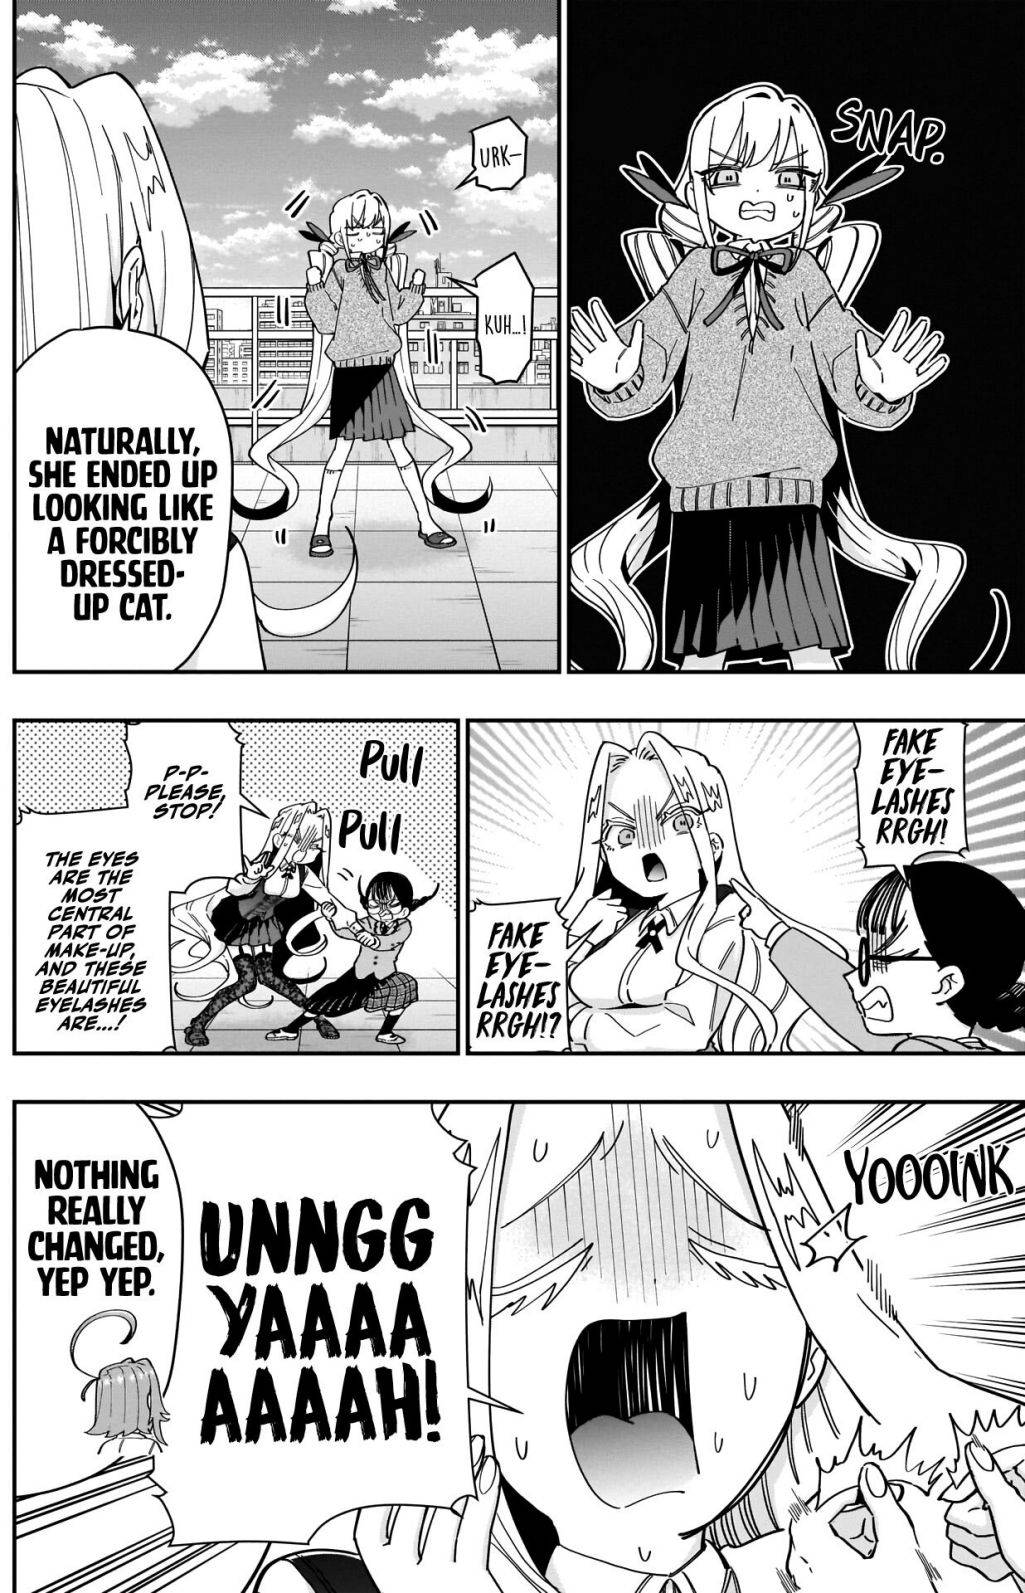 SNAP.
URK–
KUH...!
NATURALLY,
SHE ENDED UP
LOOKING LIKE
A FORCIBLY
DRESSED-
UP CAT.
FAKE
EYE–
LASHES
RRGH!
FAKE
EYE–
LASHES
RRGH!?
Pull
Pull
P-P-
PLEASE,
STOP!
THE EYES
ARE THE
MOST
CENTRAL
PART OF
MAKE-UP,
AND THESE
BEAUTIFUL
EYELASHES
ARE...!
YOOOINK
UNNGG
YAAAA
AAAAH!
NOTHING
REALLY
CHANGED,
YEP YEP.